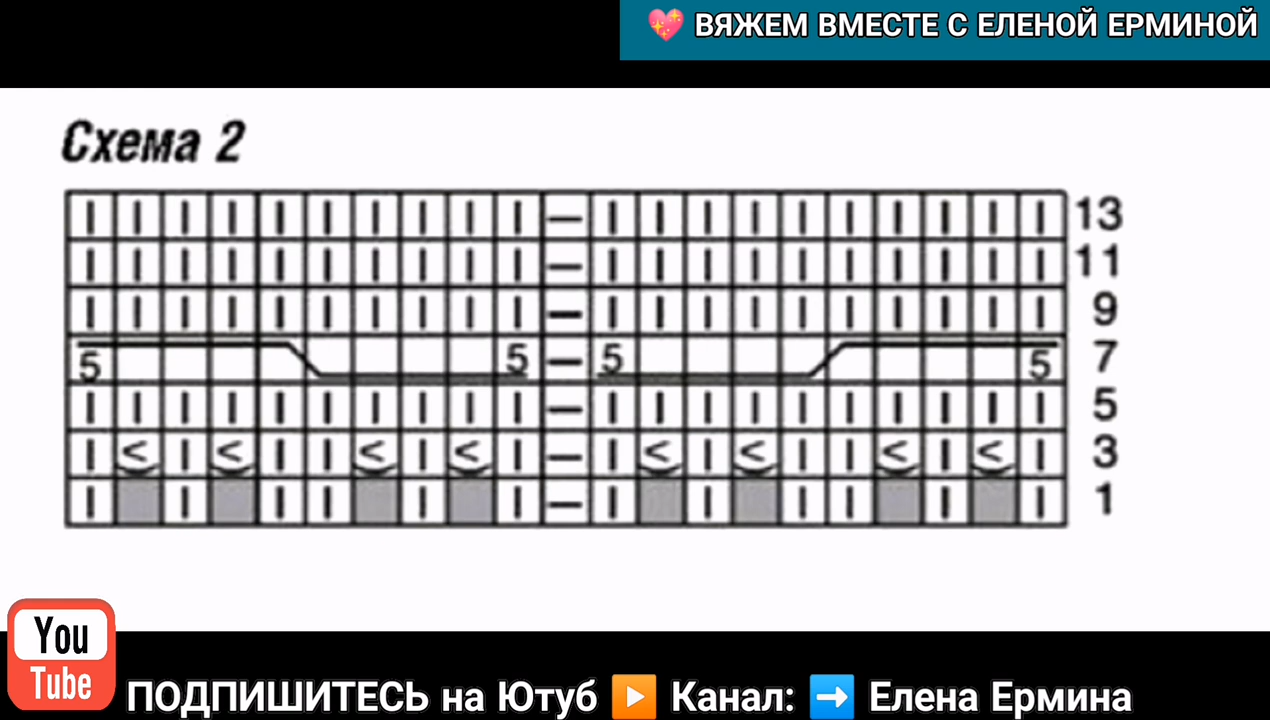 💖 ВЯЖЕМ ВМЕСТЕ С ЕЛЕНОЙ ЕРМИНОЙ
Схема 2
| | | | | | | | | | — | | | | | | | | | | 13
| | | | | | | | | | — | | | | | | | | | | 11
| | | | | | | | | | — | | | | | | | | | | 9
5 5 — 5 5 7
| | | | | | | | | | — | | | | | | | | | | 5
| < | < | | < | < | — | < | < | | < | < | 3
| | | | | | — | | | | | | 1
You
Tube
ПОДПИШИТЕСЬ на Ютуб ▶️ Канал: ➡️ Елена Ермина